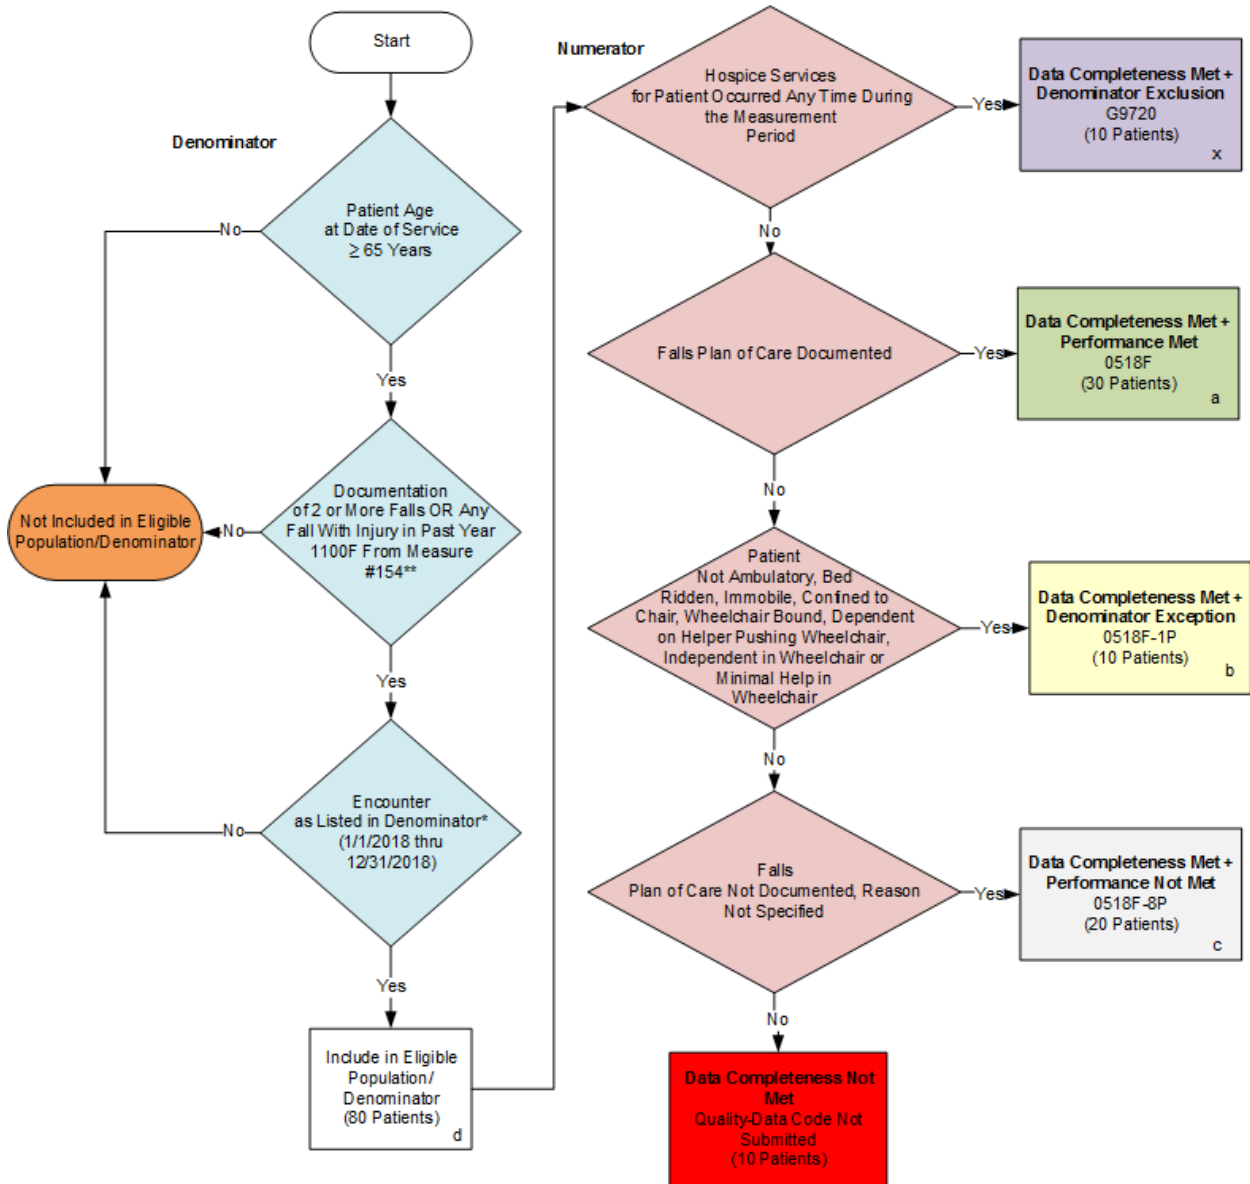 Start
Denominator
Patient Age
at Date of Service
≥ 65 Years
No
Yes
Documentation
of 2 or More Falls OR Any
Fall With Injury in Past Year
1100F From Measure
#154**
No
Not Included in Eligible
Population/Denominator
Yes
Encounter
as Listed in Denominator*
(1/1/2018 thru
12/31/2018)
No
Yes
Include in Eligible
Population/
Denominator
(80 Patients)
d
Numerator
Hospice Services
for Patient Occurred Any Time During
the Measurement
Period
Yes
Data Completeness Met +
Denominator Exclusion
G9720
(10 Patients)
x
No
Falls Plan of Care Documented
Yes
Data Completeness Met +
Performance Met
0518F
(30 Patients)
a
No
Patient
Not Ambulatory, Bed
Ridden, Immobile, Confined to
Chair, Wheelchair Bound, Dependent
on Helper Pushing Wheelchair,
Independent in Wheelchair or
Minimal Help in
Wheelchair
Yes
Data Completeness Met +
Denominator Exception
0518F-1P
(10 Patients)
b
No
Falls
Plan of Care Not Documented, Reason
Not Specified
Yes
Data Completeness Met +
Performance Not Met
0518F-8P
(20 Patients)
c
No
Data Completeness Not
Met
Quality-Data Code Not
Submitted
(10 Patients)